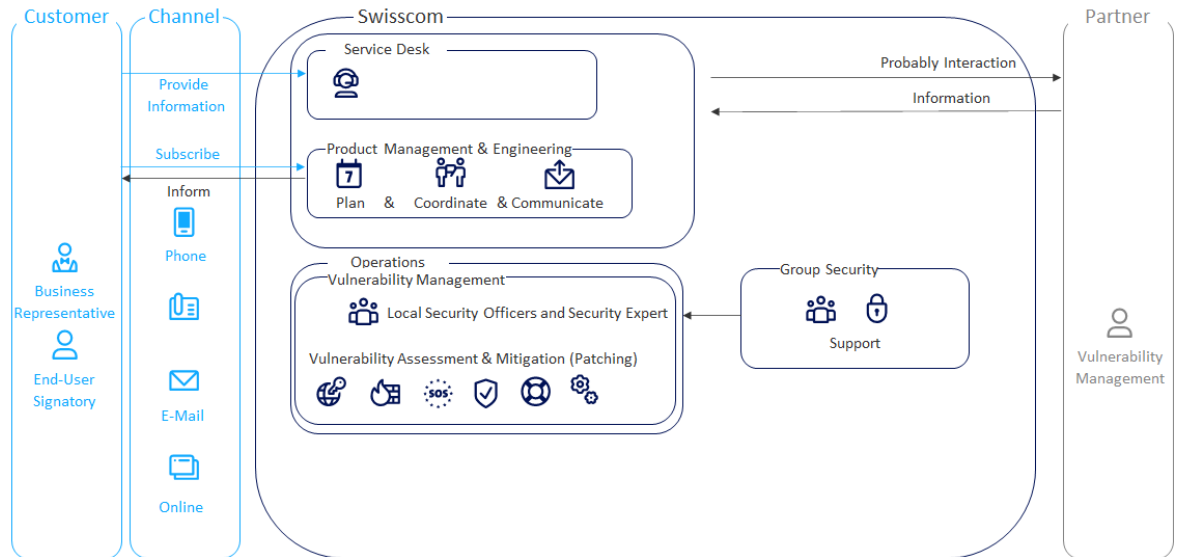 Customer
Channel
Swisscom
Partner
Service Desk
Provide
Information
Probably Interaction
Information
Subscribe
Product Management & Engineering
7
Plan & Coordinate & Communicate
Inform
Phone
Business
Representative
End-User
Signatory
E-Mail
Online
Operations
Vulnerability Management
Local Security Officers and Security Expert
Vulnerability Assessment & Mitigation (Patching)
SOS
Group Security
Support
Vulnerability
Management